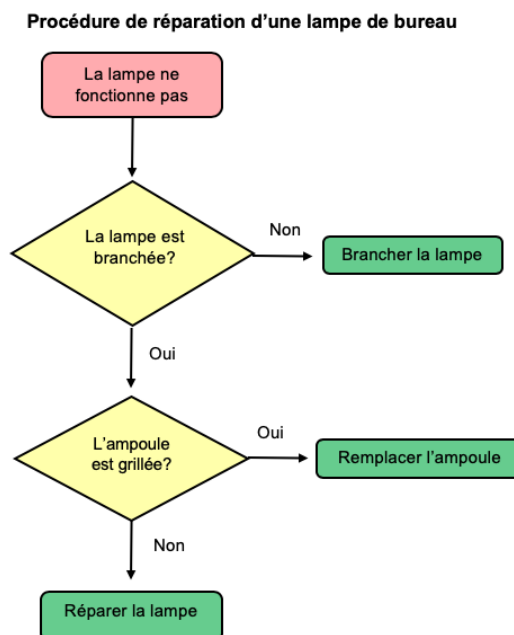 Procédure de réparation d’une lampe de bureau
La lampe ne
fonctionne pas
La lampe est
branchée?
Non
Brancher la lampe
Oui
L’ampoule
est grillée?
Oui
Remplacer l’ampoule
Non
Réparer la lampe